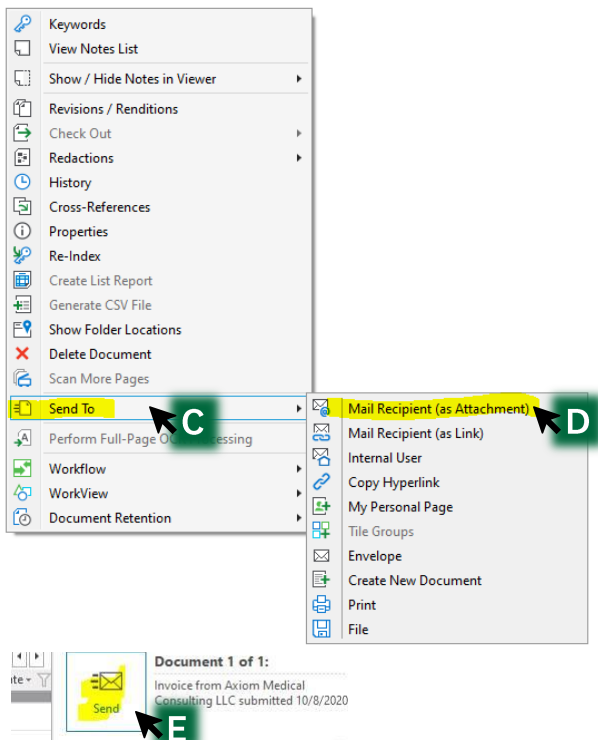 Keywords
View Notes List
Show / Hide Notes in Viewer
Revisions / Renditions
Check Out
Redactions
History
Cross-References
Properties
Re-Index
Create List Report
Generate CSV File
Show Folder Locations
Delete Document
Scan More Pages
Send To
C
Perform Full-Page OC essing
Workflow
WorkView
Document Retention
Mail Recipient (as Attachment)
D
Mail Recipient (as Link)
Internal User
Copy Hyperlink
My Personal Page
Tile Groups
Envelope
Create New Document
Print
File
Document 1 of 1:
Invoice from Axiom Medical
Consulting LLC submitted 10/8/2020
Send
E